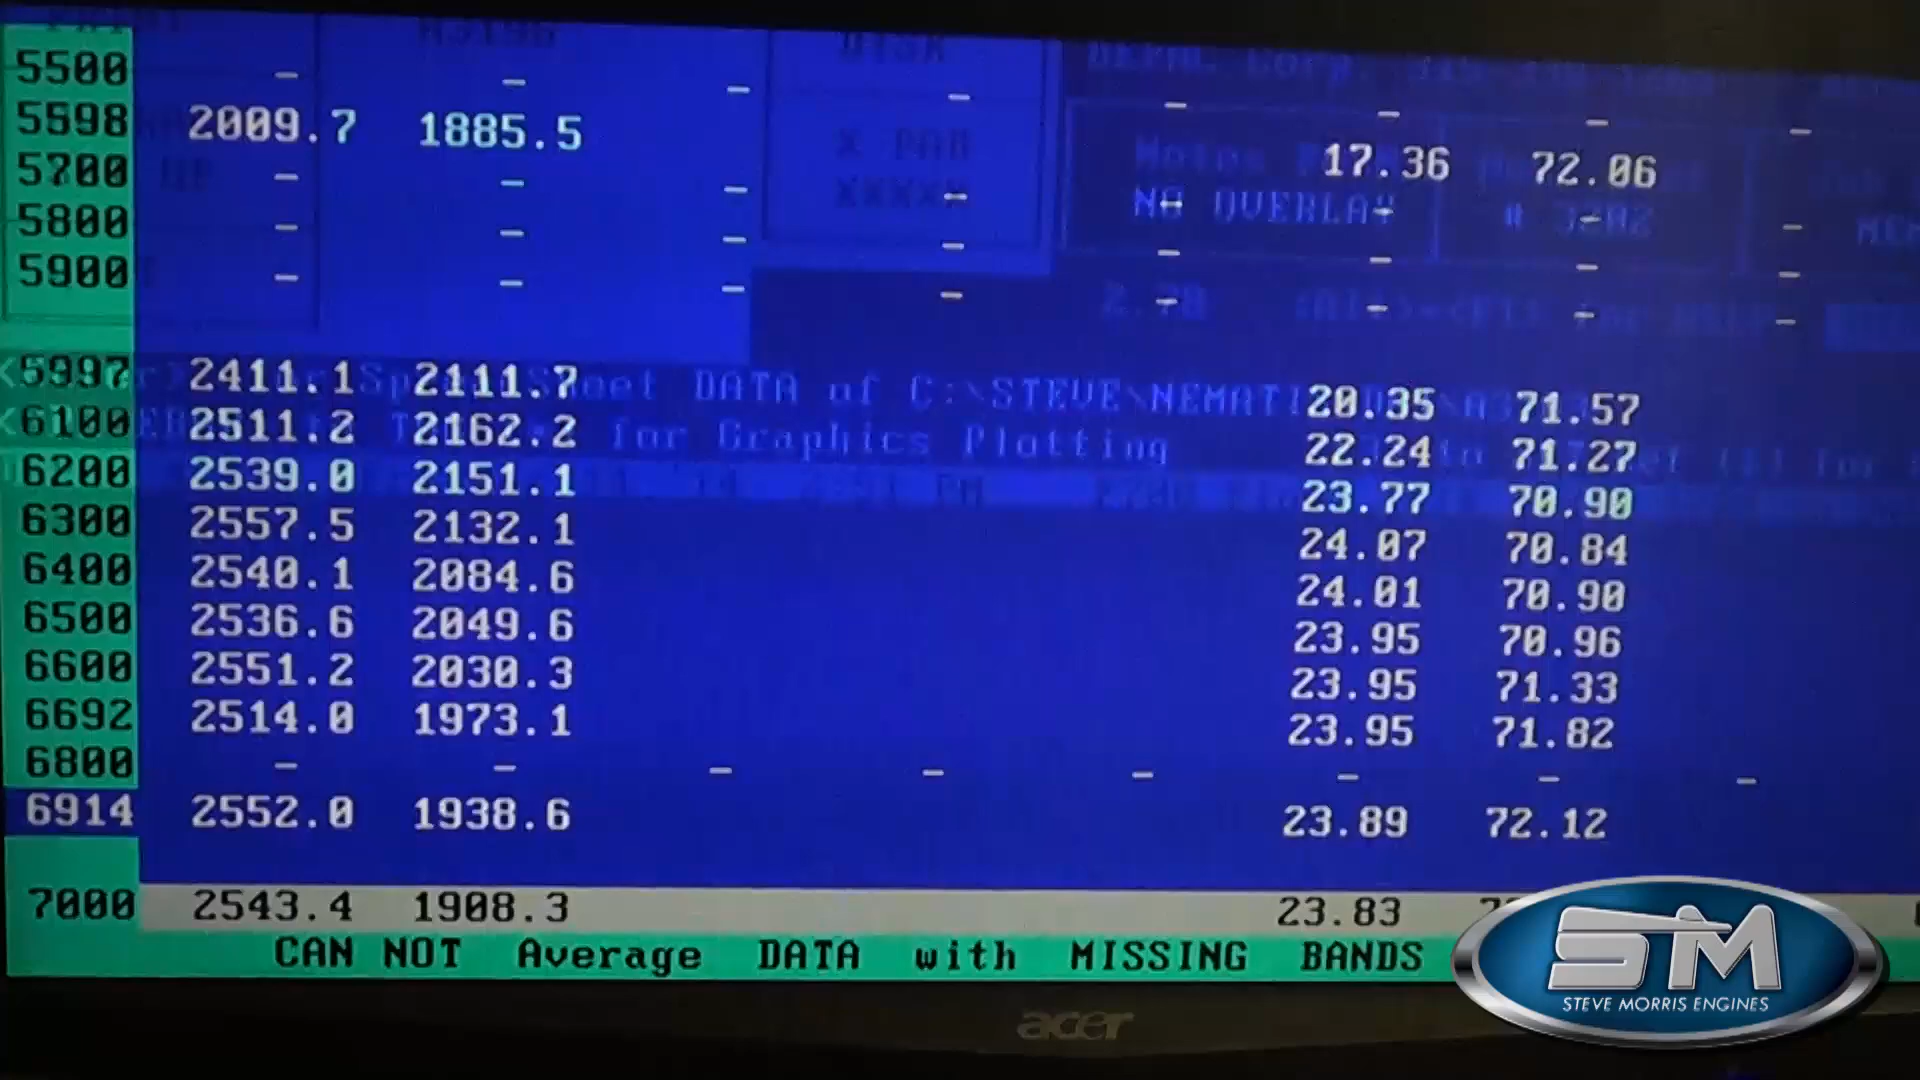 5500 – – – – – – – –
5598 2009.7 1885.5 17.36 72.06
5700 – – – –
5800 – – – – – – – –
5900 – – – – – – – –
5997 2411.1 2111.7 20.35 71.57
6100 2511.2 2162.2 22.24 71.27
6200 2539.0 2151.1 23.77 70.90
6300 2557.5 2132.1 24.07 70.84
6400 2540.1 2084.6 24.01 70.90
6500 2536.6 2049.6 23.95 70.96
6600 2551.2 2030.3 23.95 71.33
6692 2514.0 1973.1 23.95 71.82
6800 – – – – – – – –
6914 2552.0 1938.6 23.89 72.12
7000 2543.4 1908.3 23.83
CAN NOT Average DATA with MISSING BANDS
DISK
X PAD
XXXXX
NO OVERLAY
Sheet DATA of C:\STEVE\NEMATI
for Graphics Plotting
acer
SM
STEVE MORRIS ENGINES